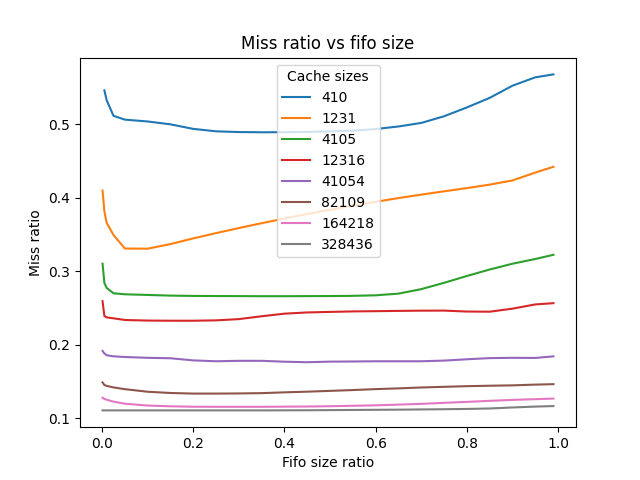 Miss ratio vs fifo size
Cache sizes
410
1231
4105
12316
41054
82109
164218
328436
Miss ratio
0.5
0.4
0.3
0.2
0.1
0.0 0.2 0.4 0.6 0.8 1.0
Fifo size ratio